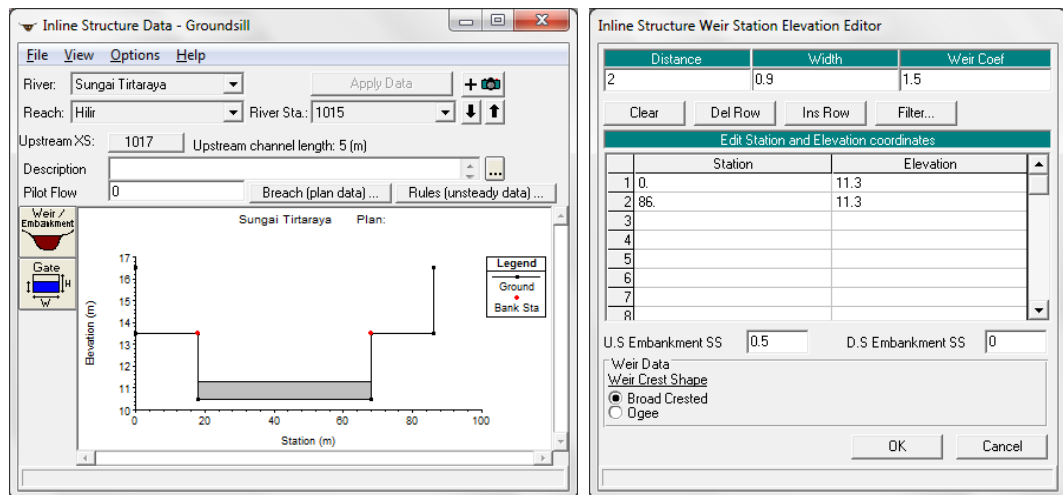 Inline Structure Data - Groundsill
File View Options Help
River: Sungai Tirtaraya Apply Data
Reach: Hilir River Sta.: 1015
Upstream XS: 1017 Upstream channel length: 5 (m)
Description ...
Pilot Flow 0 Breach (plan data) ... Rules (unsteady data) ...
Weir /
Embankment
Gate
H
W
Sungai Tirtaraya Plan:
Elevation (m)
17
16
15
14
13
12
11
10
0 20 40 60 80 100
Station (m)
Legend
Ground
Bank Sta
Inline Structure Weir Station Elevation Editor
Distance Width Weir Coef
2 0.9 1.5
Clear Del Row Ins Row Filter...
Edit Station and Elevation coordinates
Station Elevation
1 0. 11.3
2 86. 11.3
3
4
5
6
7
8
U.S Embankment SS 0.5 D.S Embankment SS 0
Weir Data
Weir Crest Shape
Broad Crested
Ogee
OK Cancel